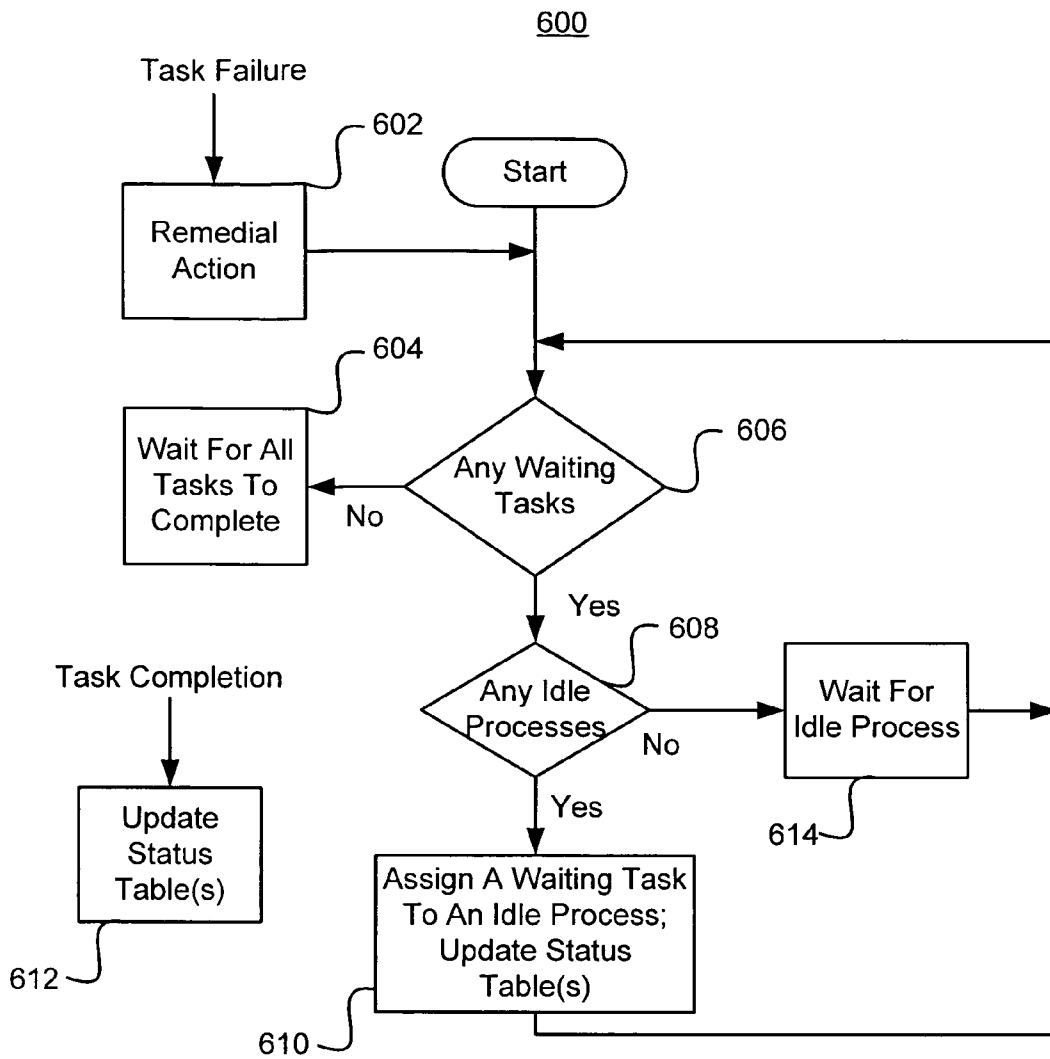 600
Task Failure
602
Start
Remedial
Action
604
Wait For All
Tasks To
Complete
606
Any Waiting
Tasks
No
Yes
608
Task Completion
Any Idle
Processes
No
Wait For
Idle Process
614
Yes
Update
Status
Table(s)
612
Assign A Waiting Task
To An Idle Process;
Update Status
Table(s)
610